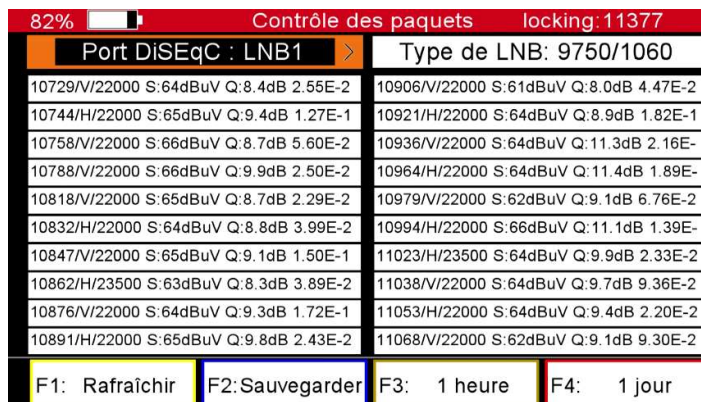 82% Contrôle des paquets locking:11377
Port DiSEqC : LNB1 > Type de LNB: 9750/1060
10729/V/22000 S:64dBuV Q:8.4dB 2.55E-2
10744/H/22000 S:65dBuV Q:9.4dB 1.27E-1
10758/V/22000 S:66dBuV Q:8.7dB 5.60E-2
10788/V/22000 S:66dBuV Q:9.9dB 2.50E-2
10818/V/22000 S:65dBuV Q:8.7dB 2.29E-2
10832/H/22000 S:64dBuV Q:8.8dB 3.99E-2
10847/V/22000 S:65dBuV Q:9.1dB 1.50E-1
10862/H/23500 S:63dBuV Q:8.3dB 3.89E-2
10876/V/22000 S:64dBuV Q:9.3dB 1.72E-1
10891/H/22000 S:65dBuV Q:9.8dB 2.43E-2
10906/V/22000 S:61dBuV Q:8.0dB 4.47E-2
10921/H/22000 S:64dBuV Q:8.9dB 1.82E-1
10936/V/22000 S:64dBuV Q:11.3dB 2.16E-
10964/H/22000 S:64dBuV Q:11.4dB 1.89E-
10979/V/22000 S:62dBuV Q:9.1dB 6.76E-2
10994/H/22000 S:66dBuV Q:11.1dB 1.39E-
11023/H/23500 S:64dBuV Q:9.9dB 2.33E-2
11038/V/22000 S:64dBuV Q:9.7dB 9.36E-2
11053/H/22000 S:64dBuV Q:9.4dB 2.20E-2
11068/V/22000 S:62dBuV Q:9.1dB 9.30E-2
F1: Rafraîchir F2:Sauvegarder F3: 1 heure F4: 1 jour